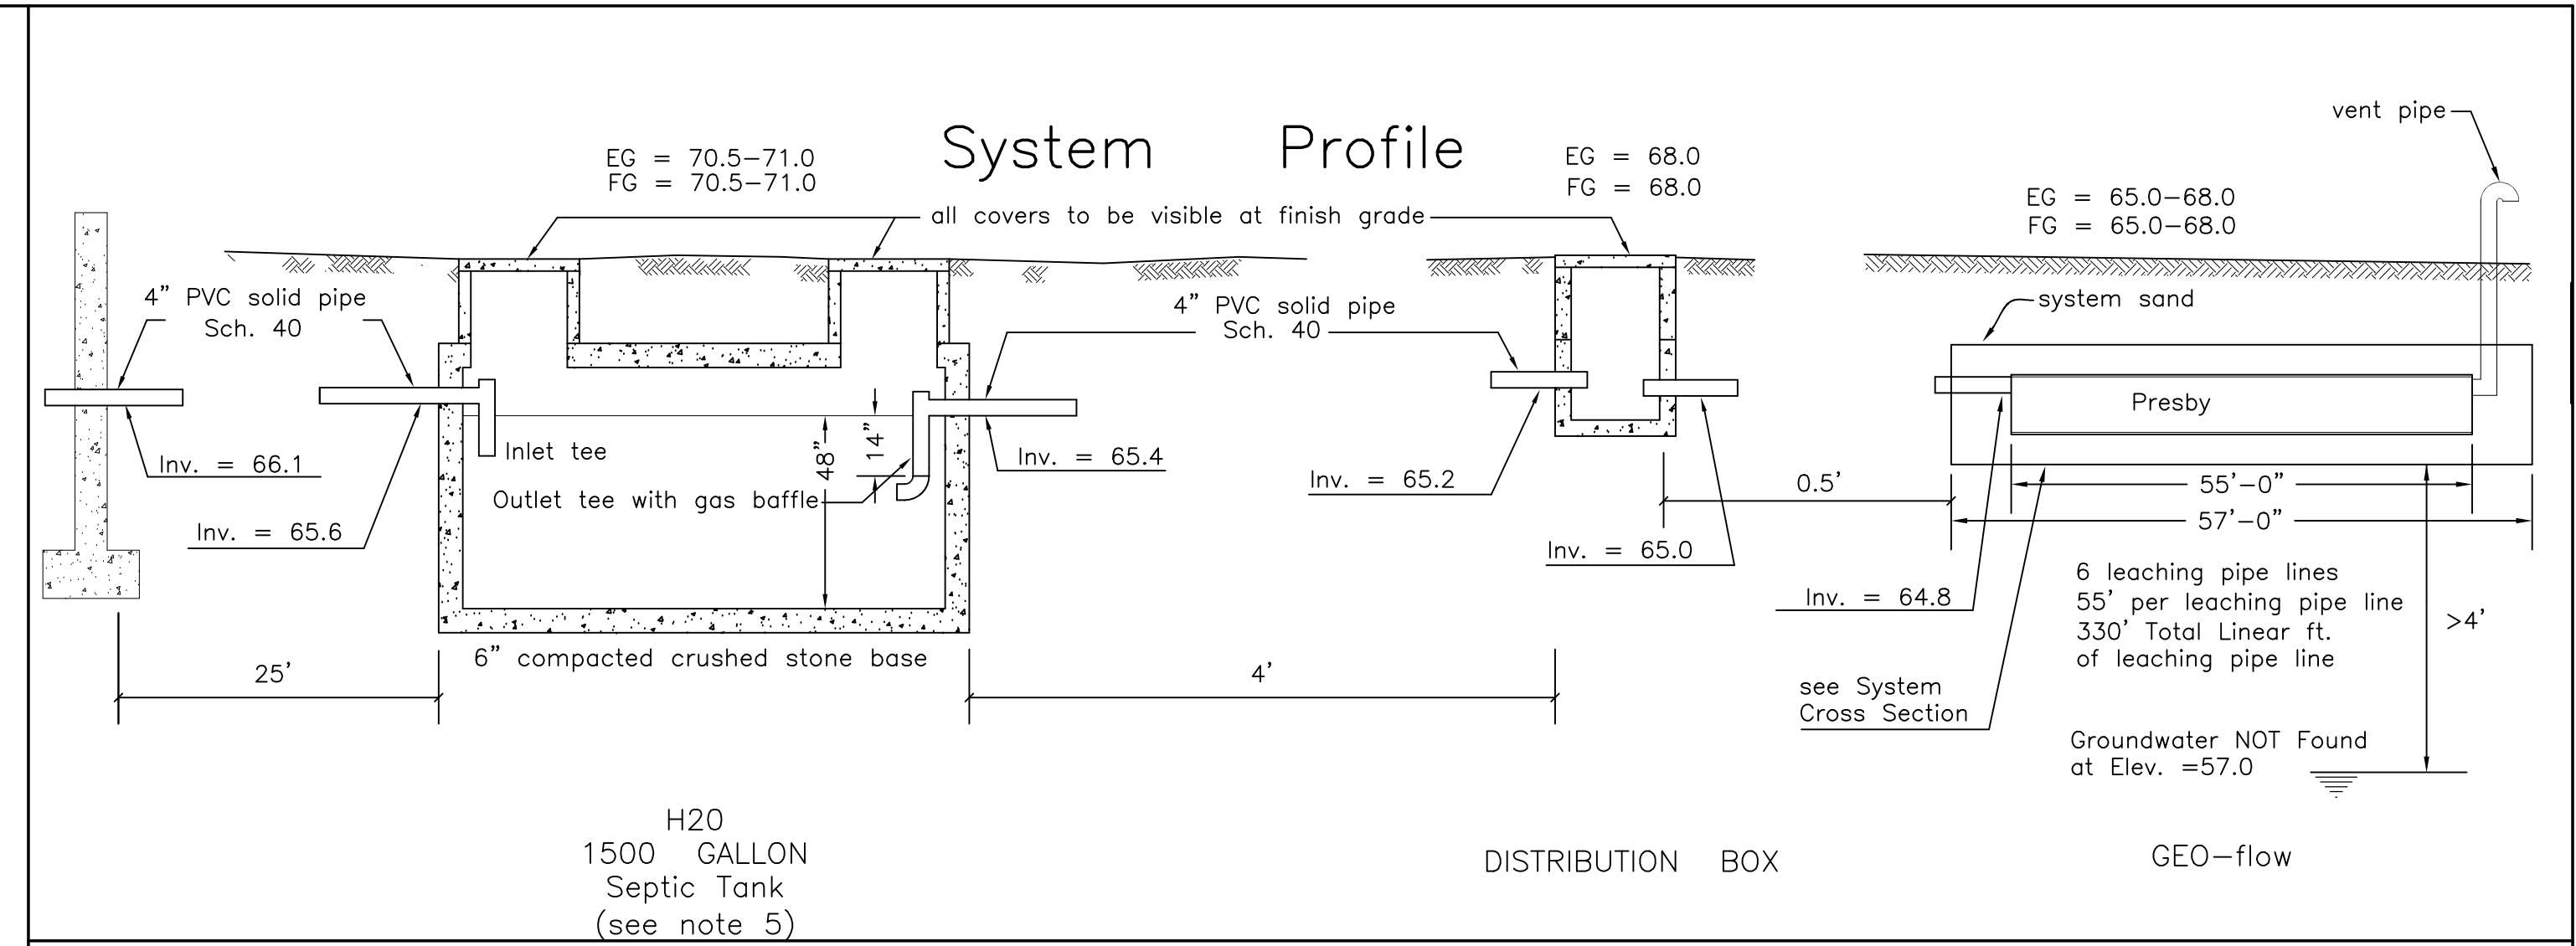 System Profile
vent pipe
EG = 70.5-71.0
FG = 70.5-71.0
EG = 68.0
FG = 68.0
EG = 65.0-68.0
FG = 65.0-68.0
all covers to be visible at finish grade
4" PVC solid pipe
Sch. 40
4" PVC solid pipe
Sch. 40
system sand
Presby
Inv. = 66.1
Inv. = 65.6
Inlet tee
Outlet tee with gas baffle
48"
14"
Inv. = 65.4
Inv. = 65.2
Inv. = 65.0
0.5'
55'-0"
57'-0"
Inv. = 64.8
6 leaching pipe lines
55' per leaching pipe line
330' Total Linear ft.
of leaching pipe line
>4'
25'
6" compacted crushed stone base
4'
see System
Cross Section
Groundwater NOT Found
at Elev. =57.0
H20
1500 GALLON
Septic Tank
(see note 5)
DISTRIBUTION BOX
GEO-flow